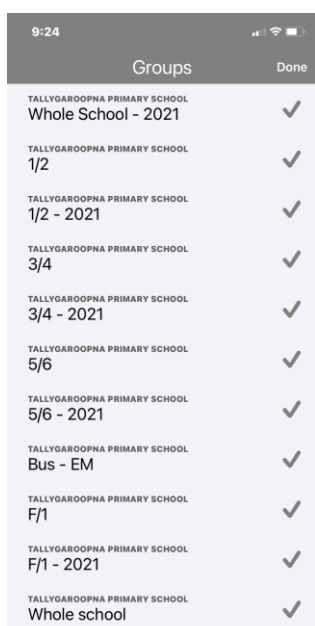 9:24
Groups
Done
TALLYGAROOPNA PRIMARY SCHOOL
Whole School - 2021
TALLYGAROOPNA PRIMARY SCHOOL
1/2
TALLYGAROOPNA PRIMARY SCHOOL
1/2 - 2021
TALLYGAROOPNA PRIMARY SCHOOL
3/4
TALLYGAROOPNA PRIMARY SCHOOL
3/4 - 2021
TALLYGAROOPNA PRIMARY SCHOOL
5/6
TALLYGAROOPNA PRIMARY SCHOOL
5/6 - 2021
TALLYGAROOPNA PRIMARY SCHOOL
Bus - EM
TALLYGAROOPNA PRIMARY SCHOOL
F/1
TALLYGAROOPNA PRIMARY SCHOOL
F/1 - 2021
TALLYGAROOPNA PRIMARY SCHOOL
Whole school